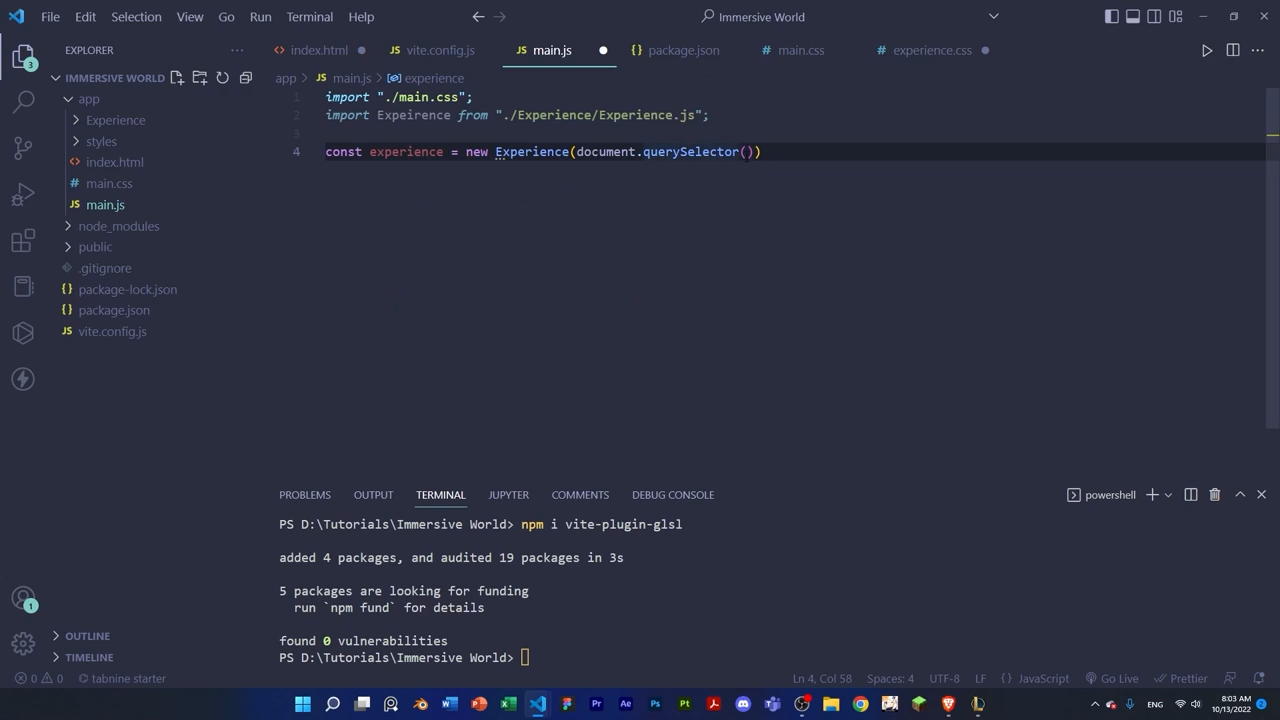 File Edit Selection View Go Run Terminal Help
Immersive World
EXPLORER
index.html
vite.config.js
main.js
package.json
main.css
experience.css
3
IMMERSIVE WORLD
app > JS main.js > experience
app
Experience
styles
index.html
# main.css
JS main.js
node_modules
public
.gitignore
{} package-lock.json
{} package.json
JS vite.config.js
1 import "./main.css";
2 import Expeirence from "./Experience/Experience.js";
3
4 const experience = new Experience(document.querySelector())
PROBLEMS OUTPUT TERMINAL JUPYTER COMMENTS DEBUG CONSOLE
powershell
PS D:\Tutorials\Immersive World> npm i vite-plugin-glsl
added 4 packages, and audited 19 packages in 3s
5 packages are looking for funding
run `npm fund` for details
found 0 vulnerabilities
PS D:\Tutorials\Immersive World>
1
OUTLINE
TIMELINE
0 0 tabnine starter
Ln 4, Col 58 Spaces: 4 UTF-8 LF {} JavaScript Go Live Prettier
ENG
8:03 AM
10/13/2022